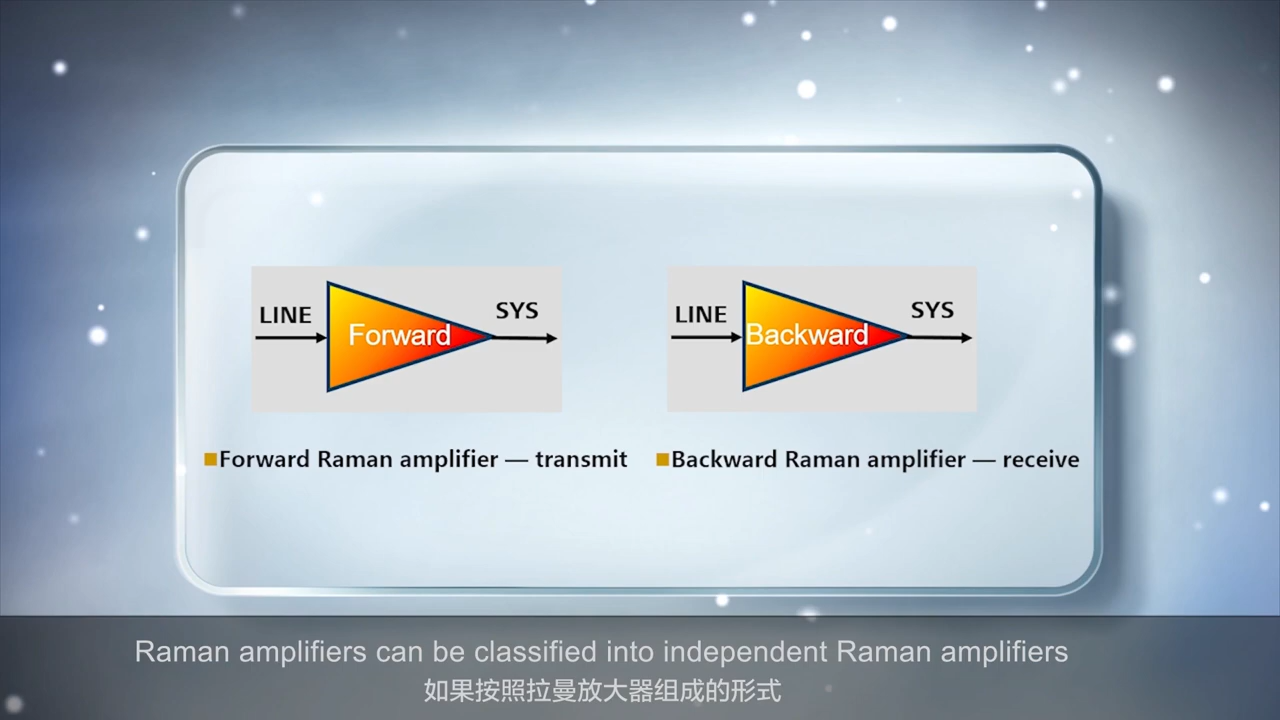 LINE
Forward
SYS
LINE
Backward
SYS
Forward Raman amplifier — transmit
Backward Raman amplifier — receive
Raman amplifiers can be classified into independent Raman amplifiers
如果按照拉曼放大器组成的形式